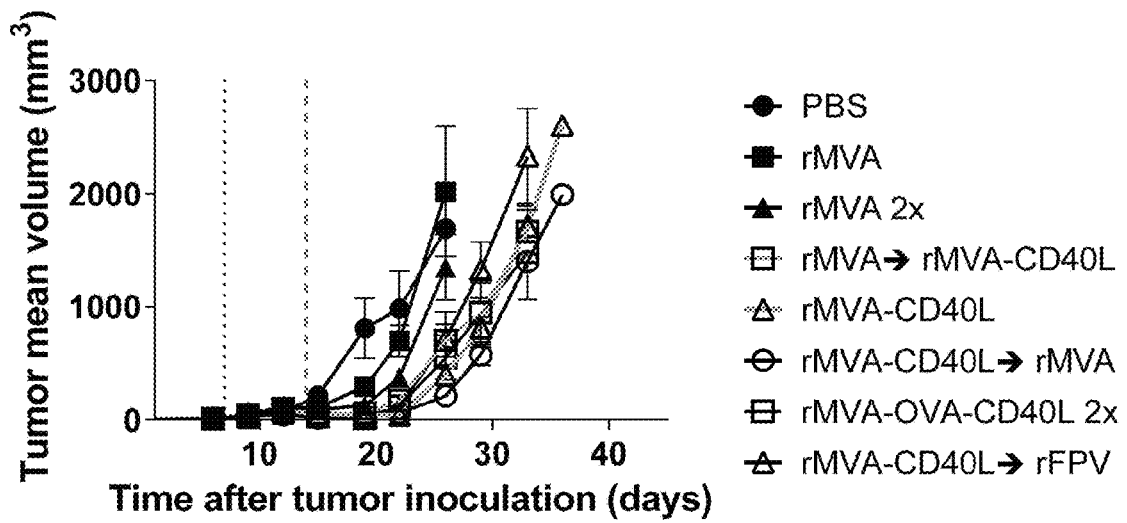 Tumor mean volume (mm³)
3000
2000
1000
0
10 20 30 40
Time after tumor inoculation (days)
PBS
rMVA
rMVA 2x
rMVA➔ rMVA-CD40L
rMVA-CD40L
rMVA-CD40L➔ rMVA
rMVA-OVA-CD40L 2x
rMVA-CD40L➔ rFPV